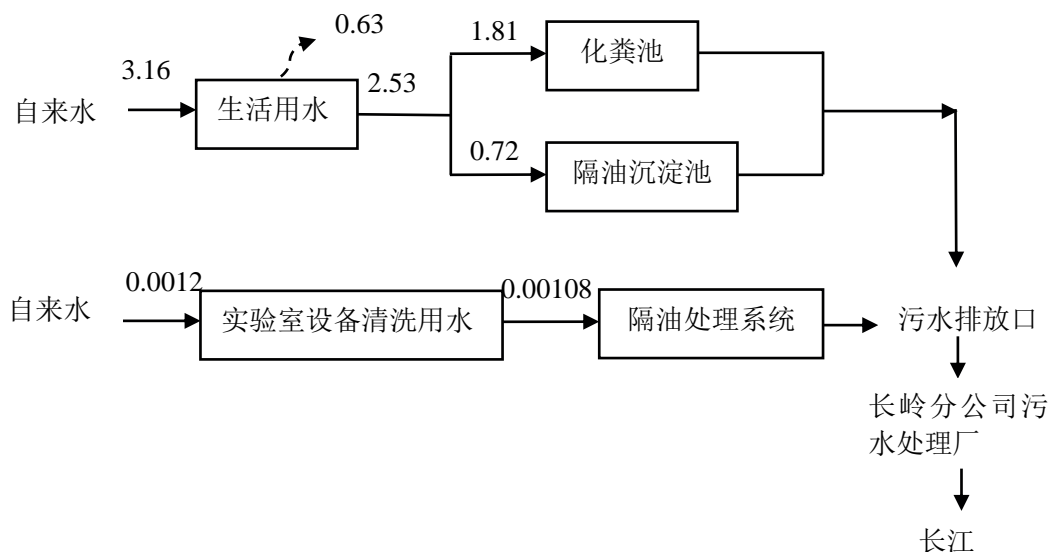 0.63
1.81
化粪池
3.16
2.53
自来水
生活用水
0.72
隔油沉淀池
0.0012
0.00108
自来水
实验室设备清洗用水
隔油处理系统
污水排放口
长岭分公司污
水处理厂
长江